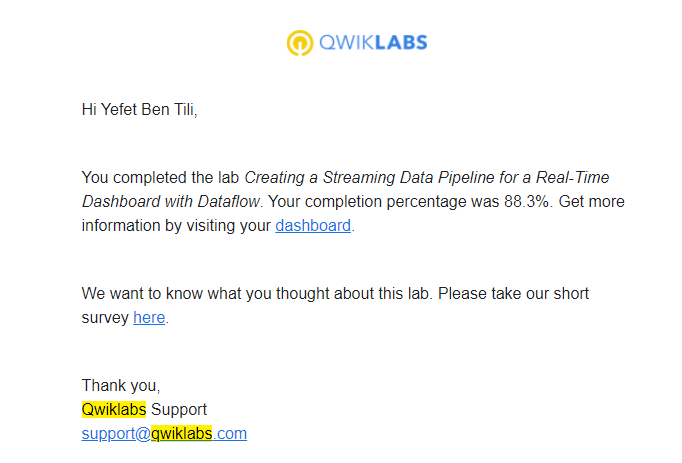 QWIKLABS
Hi Yefet Ben Tili,
You completed the lab Creating a Streaming Data Pipeline for a Real-Time
Dashboard with Dataflow. Your completion percentage was 88.3%. Get more
information by visiting your dashboard.
We want to know what you thought about this lab. Please take our short
survey here.
Thank you,
Qwiklabs Support
support@qwiklabs.com